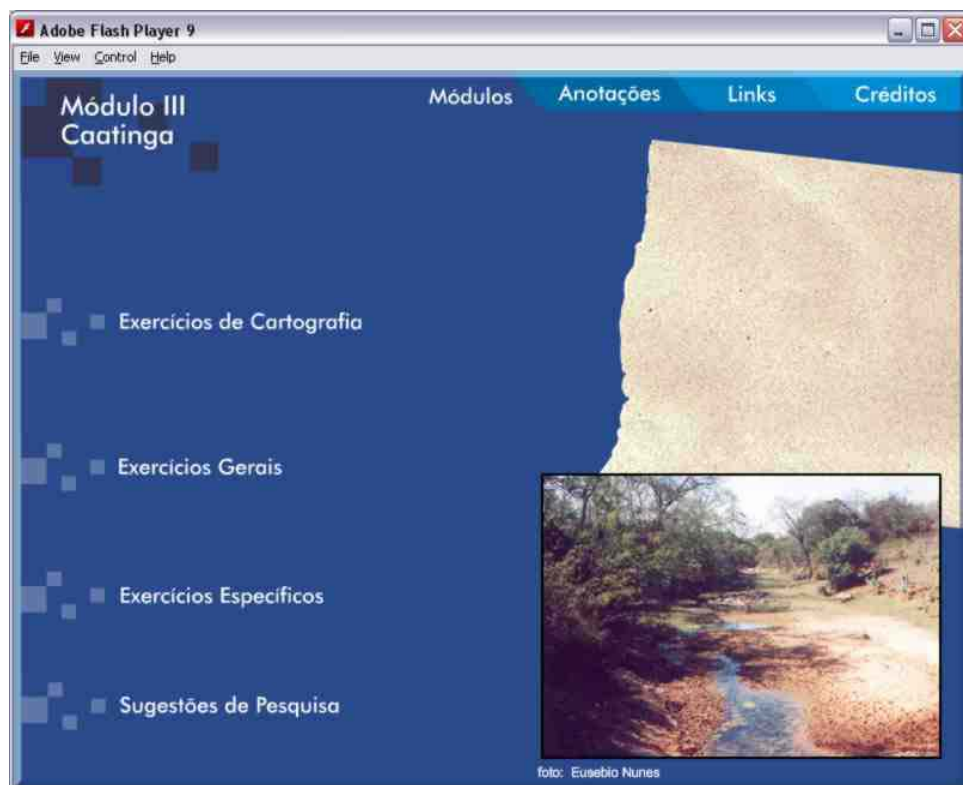 Adobe Flash Player 9
File View Control Help
Módulo III
Caatinga
Módulos Anotações Links Créditos
Exercícios de Cartografia
Exercícios Gerais
Exercícios Específicos
Sugestões de Pesquisa
foto: Eusebio Nunes